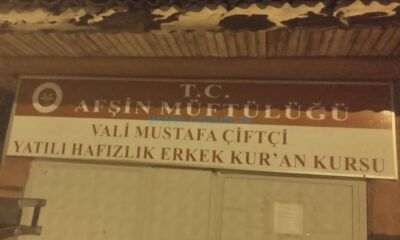 T.C.
AFŞİN MÜFTÜLÜĞÜ
VALİ MUSTAFA ÇİFTÇİ
YATILI HAFIZLIK ERKEK KUR'AN KURSU